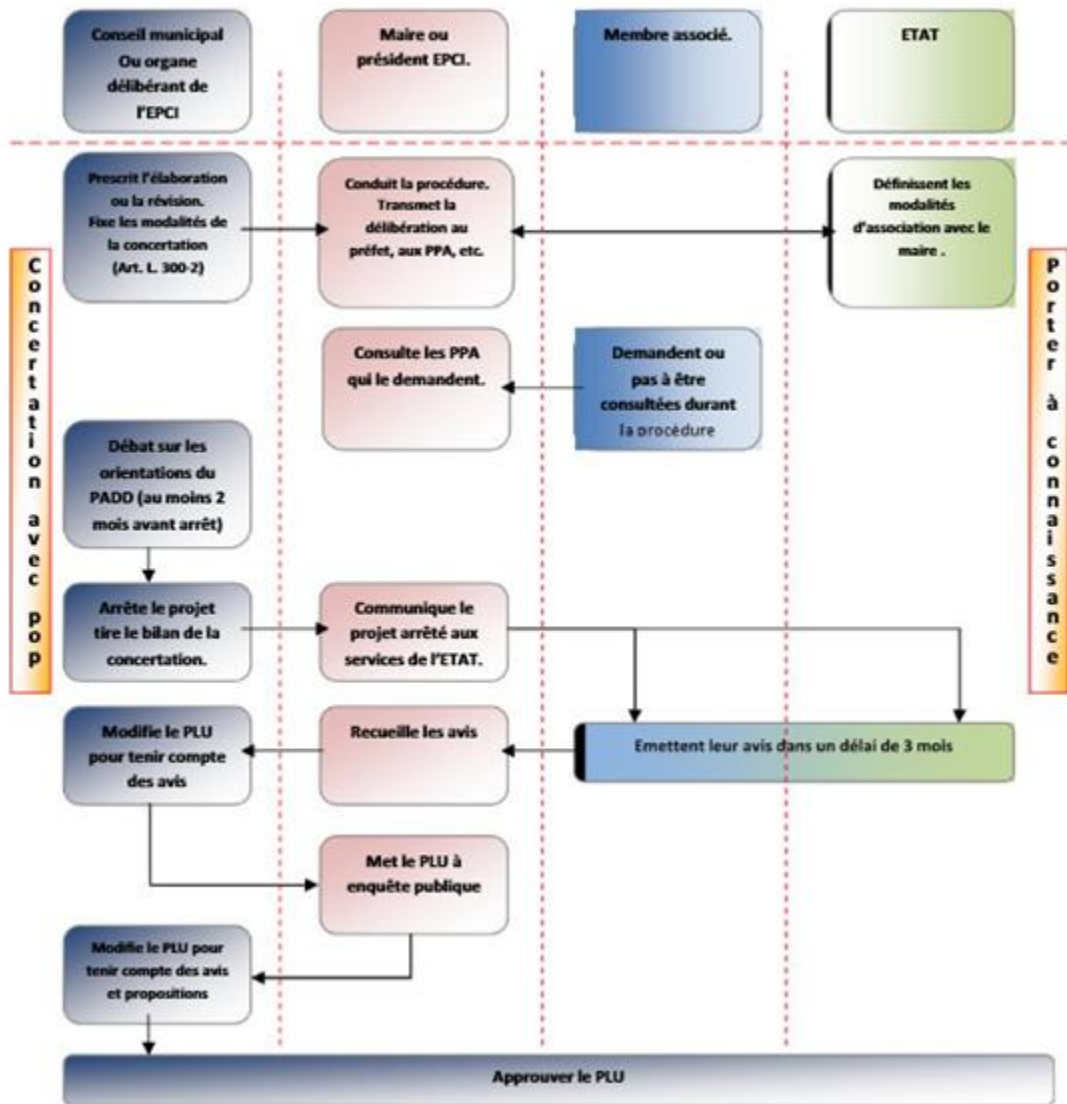 Conseil municipal
Ou organe
délibérant de
l'EPCI
Maire ou
président EPCI.
Membre associé.
ETAT
Prescrit l'élaboration
ou la révision.
Fixe les modalités de
la concertation
(Art. L. 300-2)
Conduit la procédure.
Transmet la
délibération au
préfet, aux PPA, etc.
Définissent les
modalités
d'association avec le
maire .
Concertation avec pop
Porter à connaissance
Consulte les PPA
qui le demandent.
Demandent ou
pas à être
consultées durant
la procédure
Débat sur les
orientations du
PADD (au moins 2
mois avant arrêt)
Arrête le projet
tire le bilan de la
concertation.
Communique le
projet arrêté aux
services de l'ETAT.
Modifie le PLU
pour tenir compte
des avis
Recueille les avis
Emettent leur avis dans un délai de 3 mois
Met le PLU à
enquête publique
Modifie le PLU pour
tenir compte des avis
et propositions
Approuver le PLU